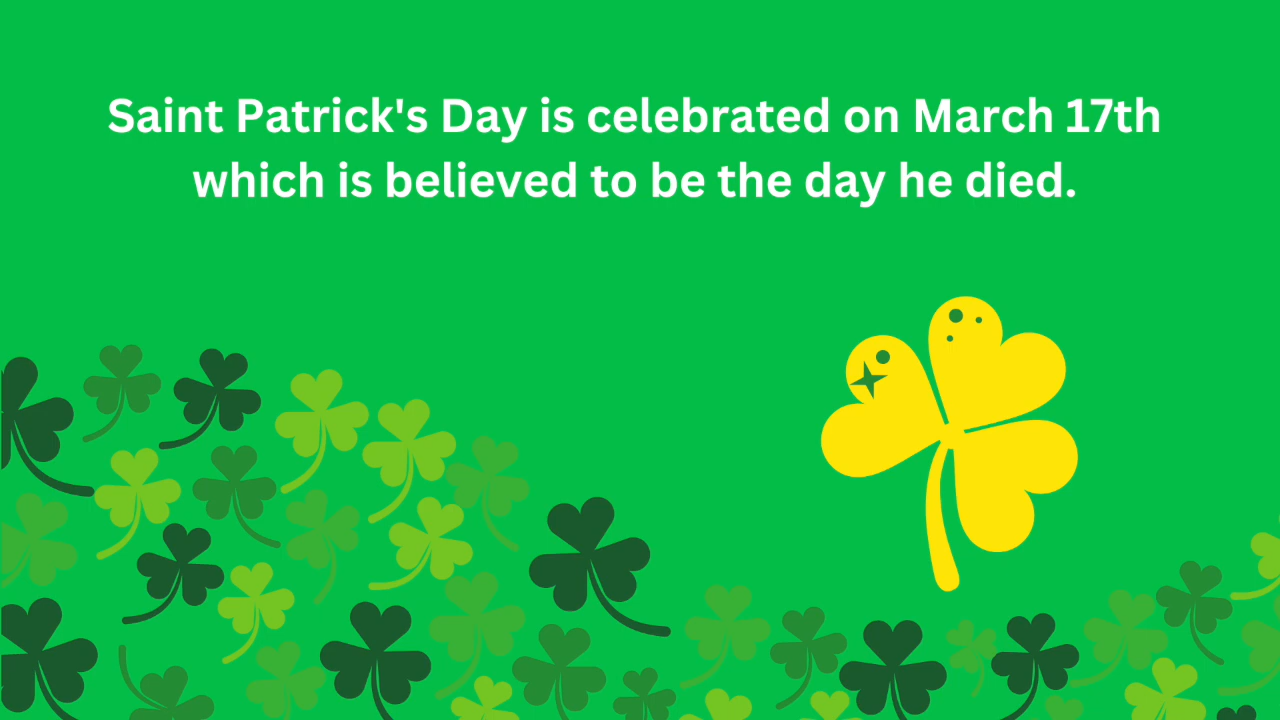 Saint Patrick's Day is celebrated on March 17th
which is believed to be the day he died.